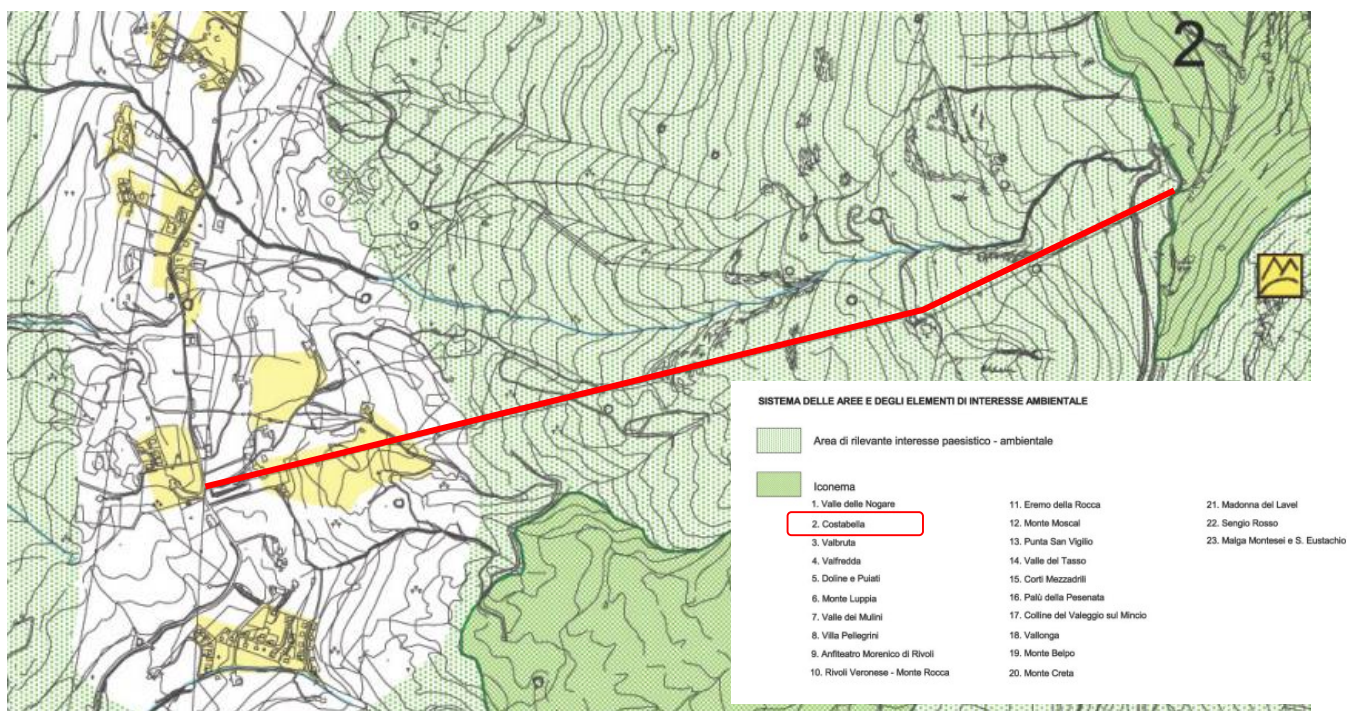 2
SISTEMA DELLE AREE E DEGLI ELEMENTI DI INTERESSE AMBIENTALE
Area di rilevante interesse paesistico - ambientale
Iconema
1. Valle delle Nogare
2. Costabella
3. Valbruta
4. Valfredda
5. Doline e Pulati
6. Monte Luppia
7. Valle dei Mulini
8. Villa Pellegrini
9. Anfiteatro Morenico di Rivoli
10. Rivoli Veronese - Monte Rocca
11. Eremo della Rocca
12. Monte Moscal
13. Punta San Vigilio
14. Valle del Tasso
15. Corti Mezzadrili
16. Palù della Pesenata
17. Colline del Valeggio sul Mincio
18. Vallonga
19. Monte Belpo
20. Monte Creta
21. Madonna del Lavel
22. Sengio Rosso
23. Malga Montesei e S. Eustachio